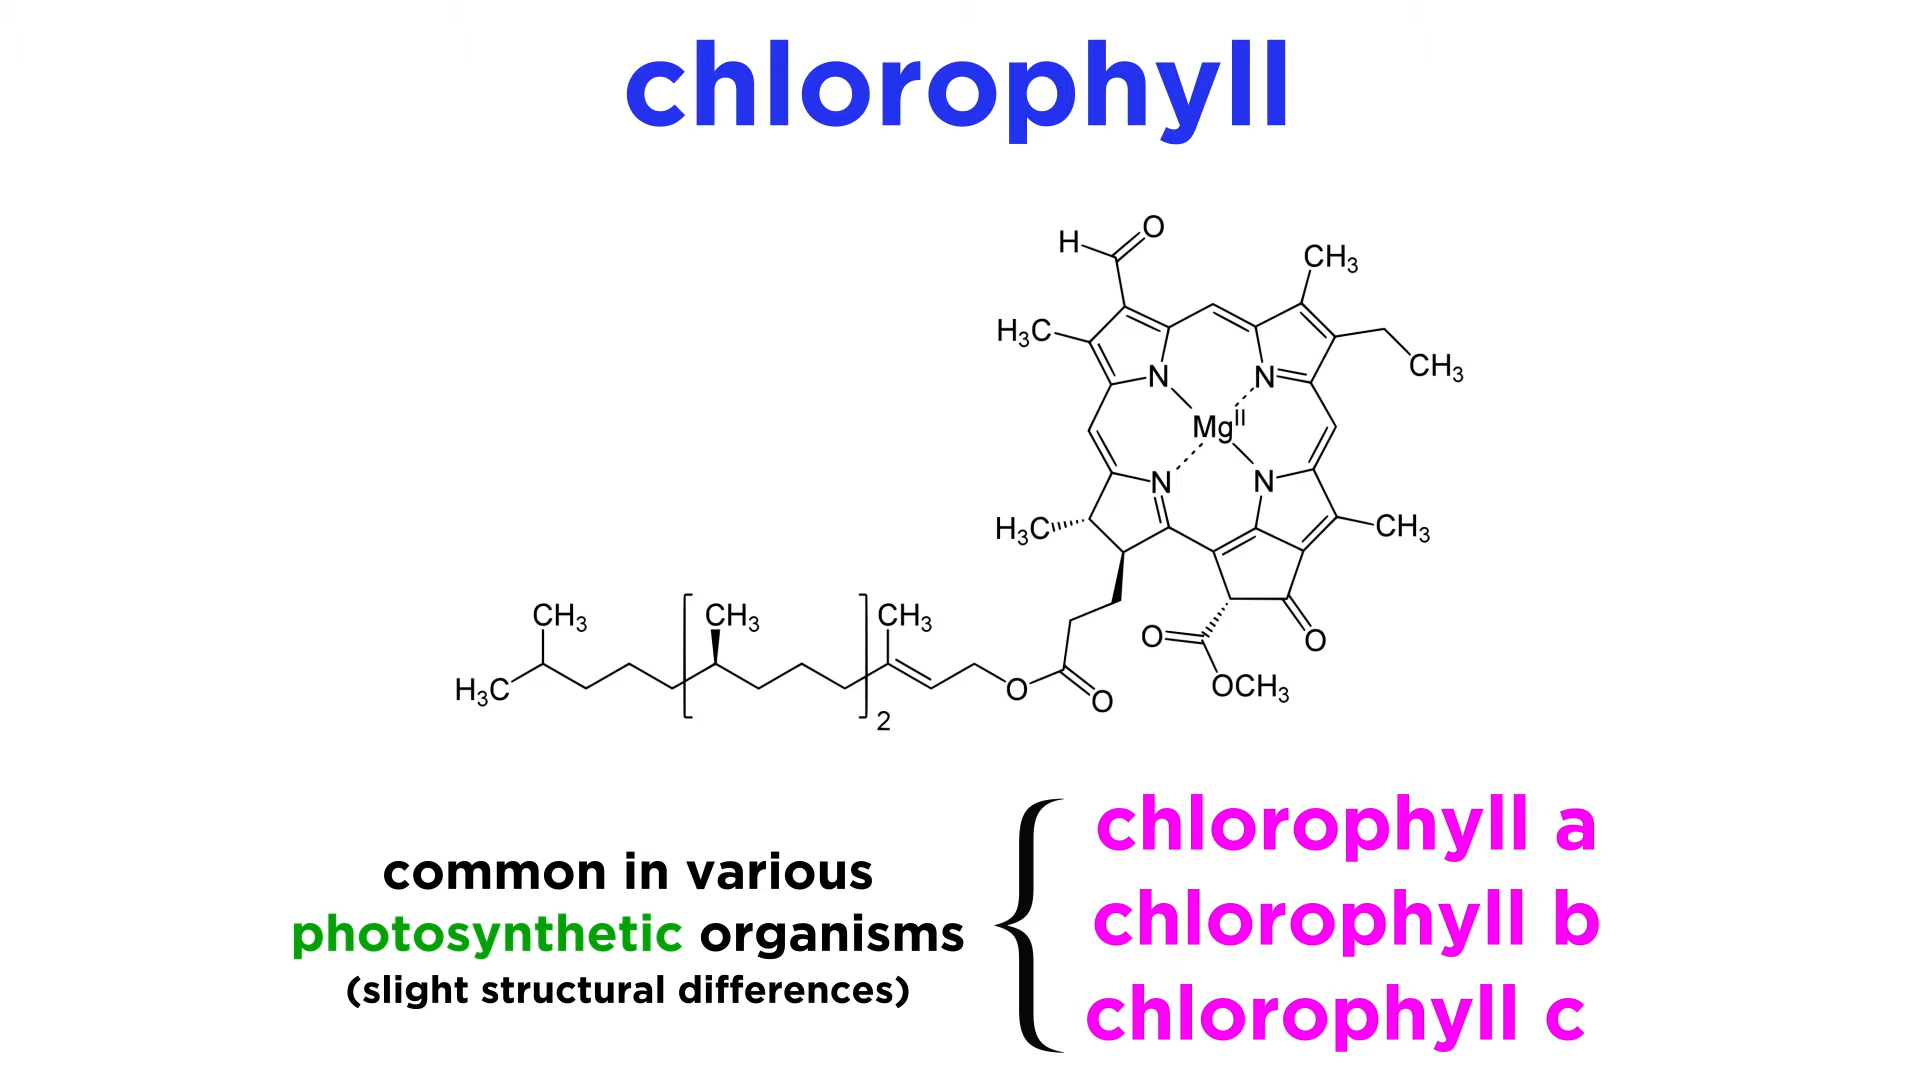 chlorophyll
H O
CH₃
H₃C
CH₃
N N
Mgᴵᴵ
N N
H₃C
CH₃
CH₃ CH₃ CH₃
O O
H₃C O O OCH₃
2
common in various
photosynthetic organisms
(slight structural differences)
chlorophyll a
chlorophyll b
chlorophyll c